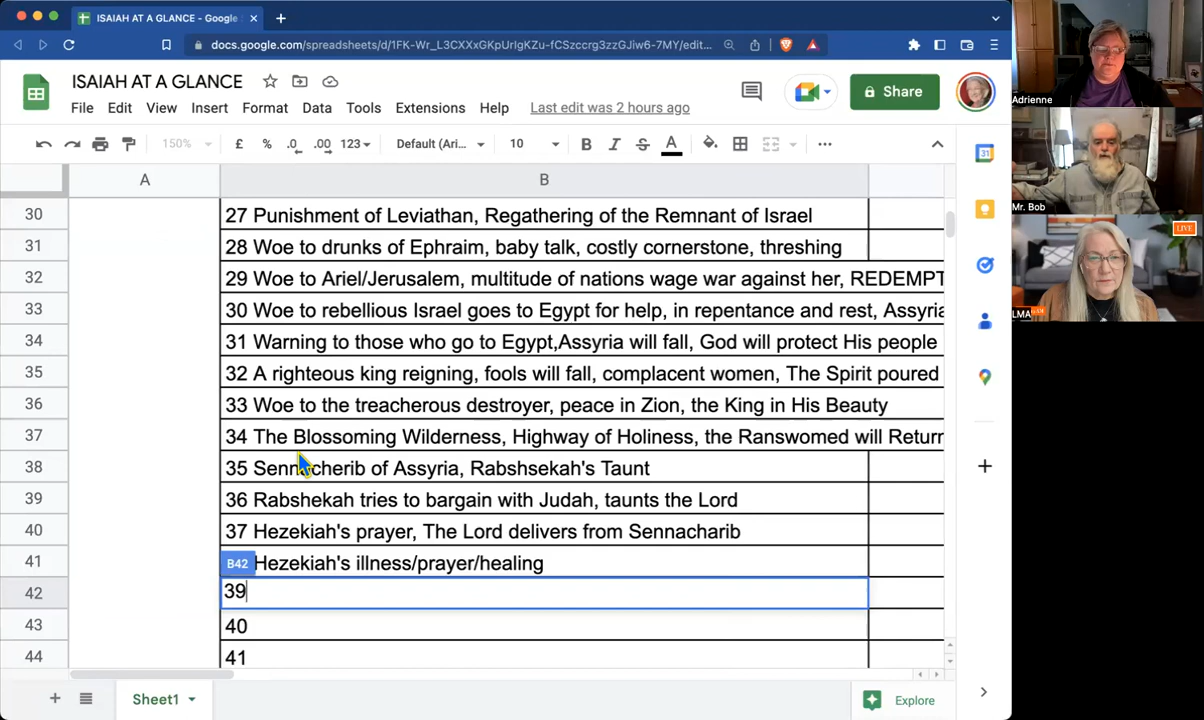 ISAIAH AT A GLANCE - Google
docs.google.com/spreadsheets/d/1FK-Wr_L3CXXxGKpUrIgKZu-fCSzccrg3zzGJiw6-7MY/edit...
ISAIAH AT A GLANCE
File Edit View Insert Format Data Tools Extensions Help Last edit was 2 hours ago
Share
150% £ % .0 .00 123 Default (Ari... 10 B I S A
A B
30 27 Punishment of Leviathan, Regathering of the Remnant of Israel
31 28 Woe to drunks of Ephraim, baby talk, costly cornerstone, threshing
32 29 Woe to Ariel/Jerusalem, multitude of nations wage war against her, REDEMPT
33 30 Woe to rebellious Israel goes to Egypt for help, in repentance and rest, Assyria
34 31 Warning to those who go to Egypt,Assyria will fall, God will protect His people
35 32 A righteous king reigning, fools will fall, complacent women, The Spirit poured
36 33 Woe to the treacherous destroyer, peace in Zion, the King in His Beauty
37 34 The Blossoming Wilderness, Highway of Holiness, the Ranswomed will Return
38 35 Sennacherib of Assyria, Rabshsekah's Taunt
39 36 Rabshekah tries to bargain with Judah, taunts the Lord
40 37 Hezekiah's prayer, The Lord delivers from Sennacharib
41 B42 Hezekiah's illness/prayer/healing
42 39
43 40
44 41
Sheet1
Explore
31
Adrienne
Mr. Bob
LIVE
LMA